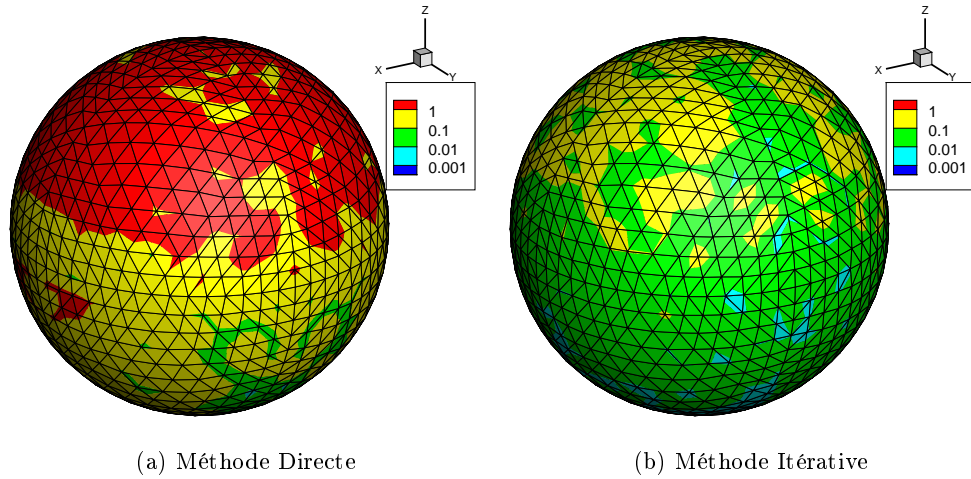 Z
X
Y
1
0.1
0.01
0.001
Z
X
Y
1
0.1
0.01
0.001
(a) Méthode Directe
(b) Méthode Itérative